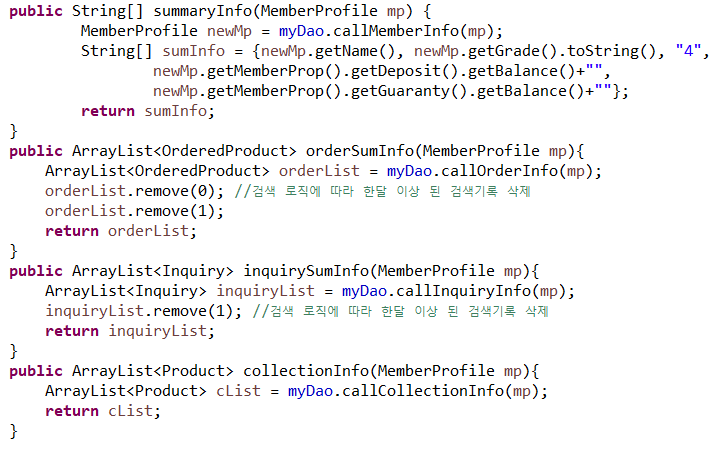 public String[] summaryInfo(MemberProfile mp) {
        MemberProfile newMp = myDao.callMemberInfo(mp);
        String[] sumInfo = {newMp.getName(), newMp.getGrade().toString(), "4",
                newMp.getMemberProp().getDeposit().getBalance()+"",
                newMp.getMemberProp().getGuaranty().getBalance()+""};
        return sumInfo;
}
public ArrayList<OrderedProduct> orderSumInfo(MemberProfile mp){
    ArrayList<OrderedProduct> orderList = myDao.callOrderInfo(mp);
    orderList.remove(0); //검색 로직에 따라 한달 이상 된 검색기록 삭제
    orderList.remove(1);
    return orderList;
}
public ArrayList<Inquiry> inquirySumInfo(MemberProfile mp){
    ArrayList<Inquiry> inquiryList = myDao.callInquiryInfo(mp);
    inquiryList.remove(1); //검색 로직에 따라 한달 이상 된 검색기록 삭제
    return inquiryList;
}
public ArrayList<Product> collectionInfo(MemberProfile mp){
    ArrayList<Product> cList = myDao.callCollectionInfo(mp);
    return cList;
}